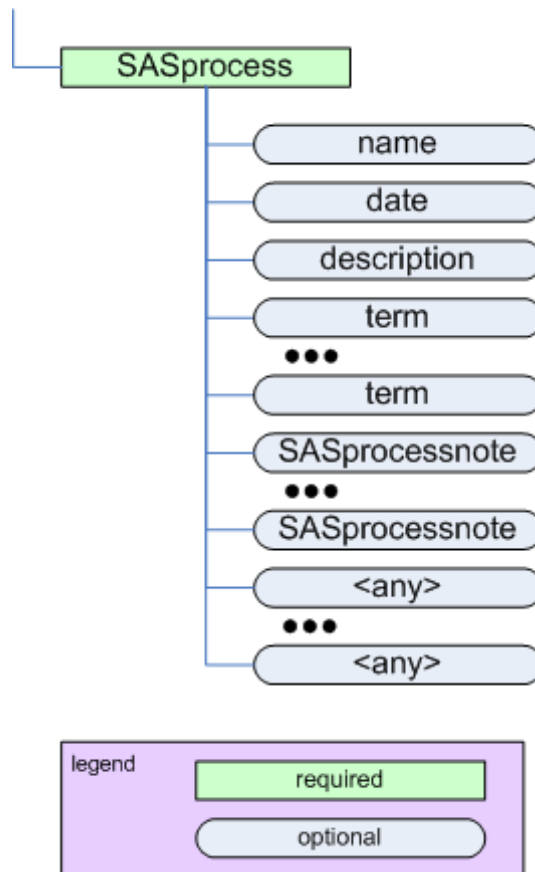 SASprocess
name
date
description
term
●●●
term
SASprocessnote
●●●
SASprocessnote
<any>
●●●
<any>
legend
required
optional